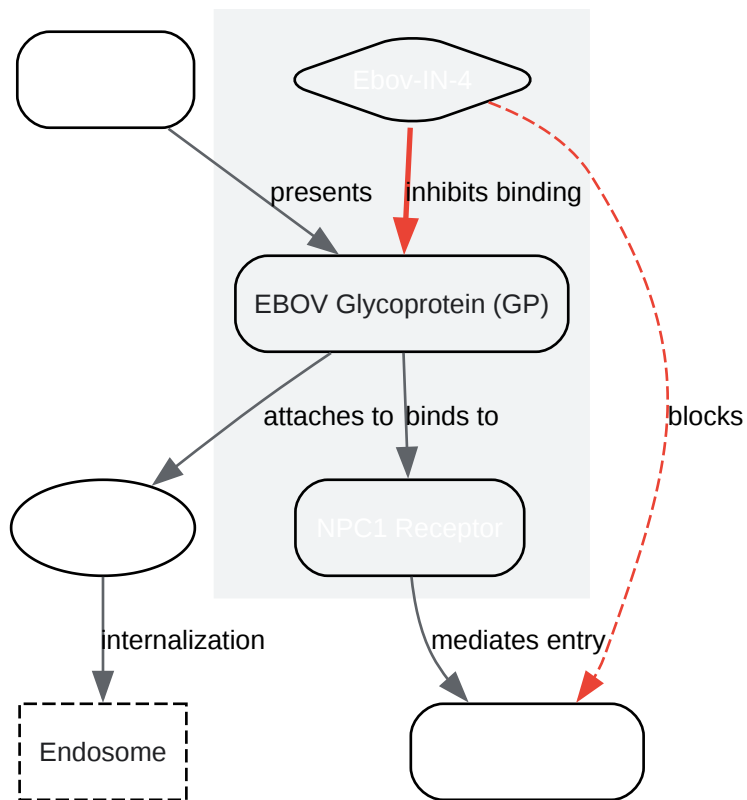 Ebov-IN-4
presents
inhibits binding
EBOV Glycoprotein (GP)
attaches to
binds to
blocks
NPC1 Receptor
internalization
mediates entry
Endosome